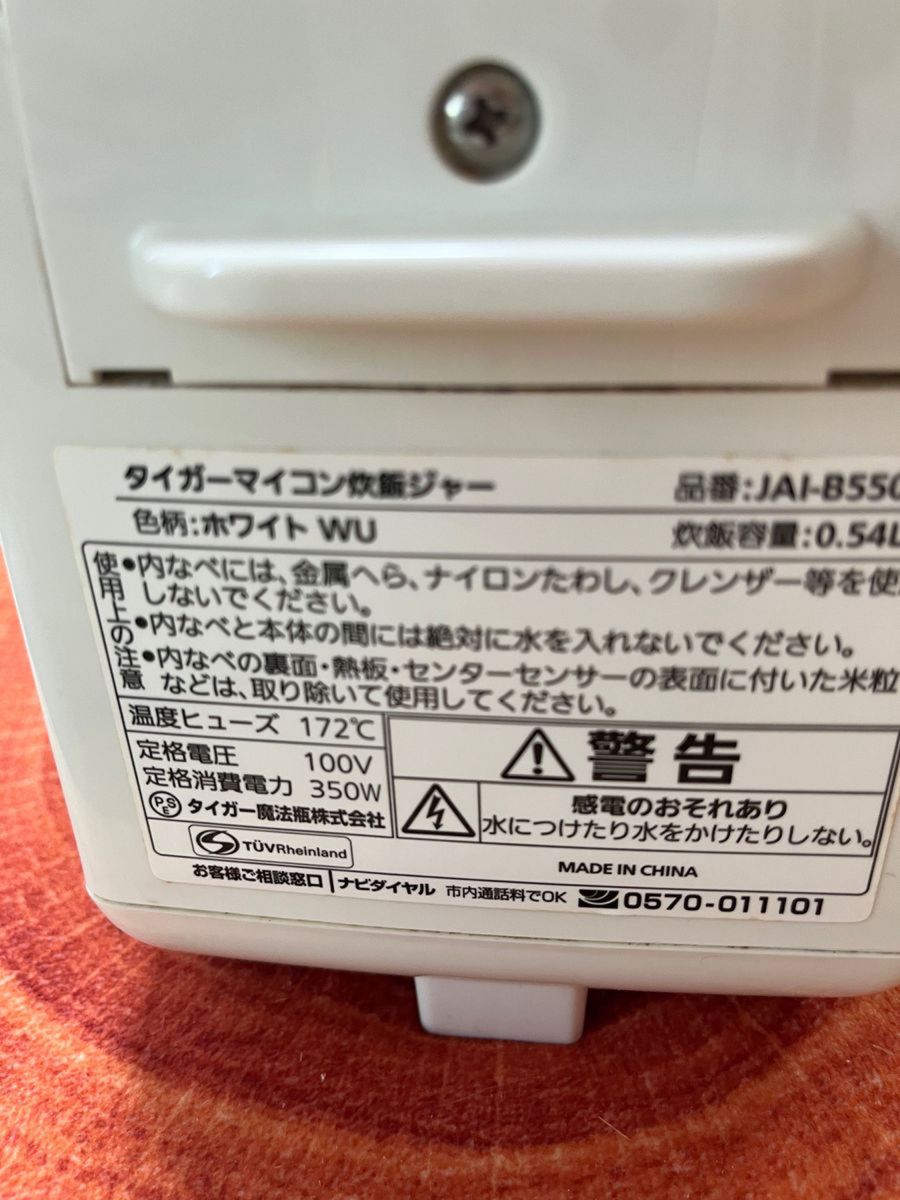 タイガーマイコン炊飯ジャー 品番:JAI-B550
色柄:ホワイト WU 炊飯容量:0.54L
使用上の注意
●内なべには、金属へら、ナイロンたわし、クレンザー等を使
しないでください。
●内なべと本体の間には絶対に水を入れないでください。
●内なべの裏面・熱板・センターセンサーの表面に付いた米粒
などは、取り除いて使用してください。
温度ヒューズ 172℃
定格電圧 100V
定格消費電力 350W
PSE タイガー魔法瓶株式会社
警告
感電のおそれあり
水につけたり水をかけたりしない。
TÜVRheinland
MADE IN CHINA
お客様ご相談窓口 ナビダイヤル 市内通話料でOK 0570-011101